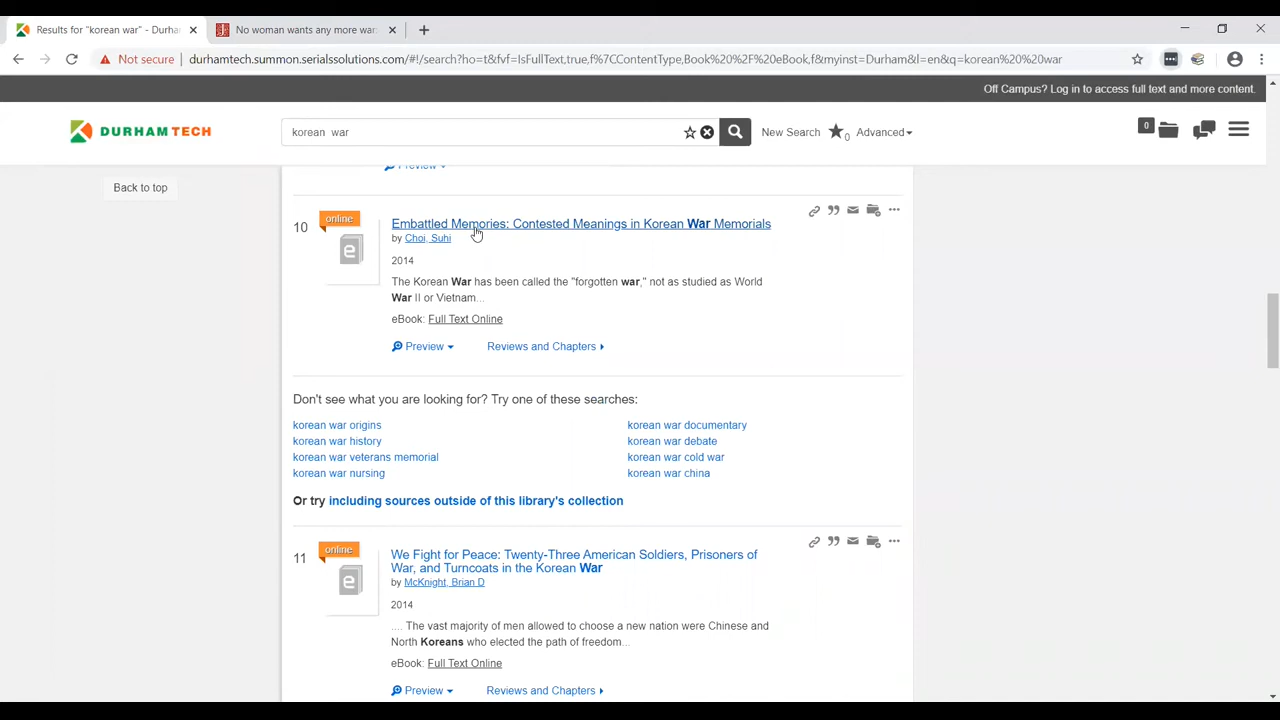 Results for "korean war" - Durha
No woman wants any more war
Not secure
durhamtech.summon.serialssolutions.com/#!/search?ho=t&fvf=IsFullText,true,f%7CContentType,Book%20%2F%20eBook,f&myinst=Durham&l=en&q=korean%20%20war
Off Campus? Log in to access full text and more content.
DURHAMTECH
korean  war
New Search
0
Advanced
0
Preview
Back to top
10
online
e
Embattled Memories: Contested Meanings in Korean War Memorials
by Choi, Suhi
2014
The Korean War has been called the "forgotten war," not as studied as World
War II or Vietnam...
eBook: Full Text Online
Preview
Reviews and Chapters
Don't see what you are looking for? Try one of these searches:
korean war origins
korean war documentary
korean war history
korean war debate
korean war veterans memorial
korean war cold war
korean war nursing
korean war china
Or try including sources outside of this library's collection
11
online
e
We Fight for Peace: Twenty-Three American Soldiers, Prisoners of
War, and Turncoats in the Korean War
by McKnight, Brian D
2014
.... The vast majority of men allowed to choose a new nation were Chinese and
North Koreans who elected the path of freedom...
eBook: Full Text Online
Preview
Reviews and Chapters